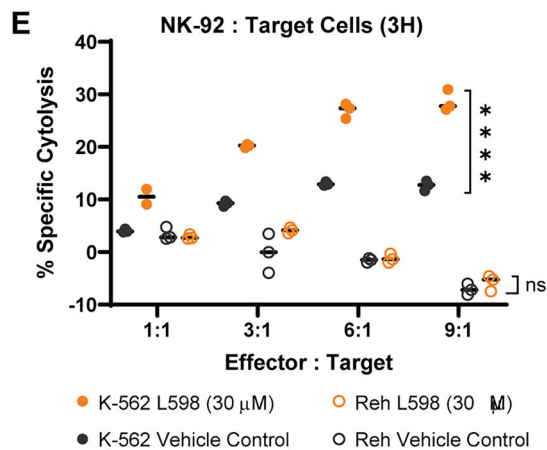 E
NK-92 : Target Cells (3H)
% Specific Cytolysis
40
30
20
10
0
-10
****
ns
1:1 3:1 6:1 9:1
Effector : Target
K-562 L598 (30 µM) Reh L598 (30 M)
K-562 Vehicle Control Reh Vehicle Control